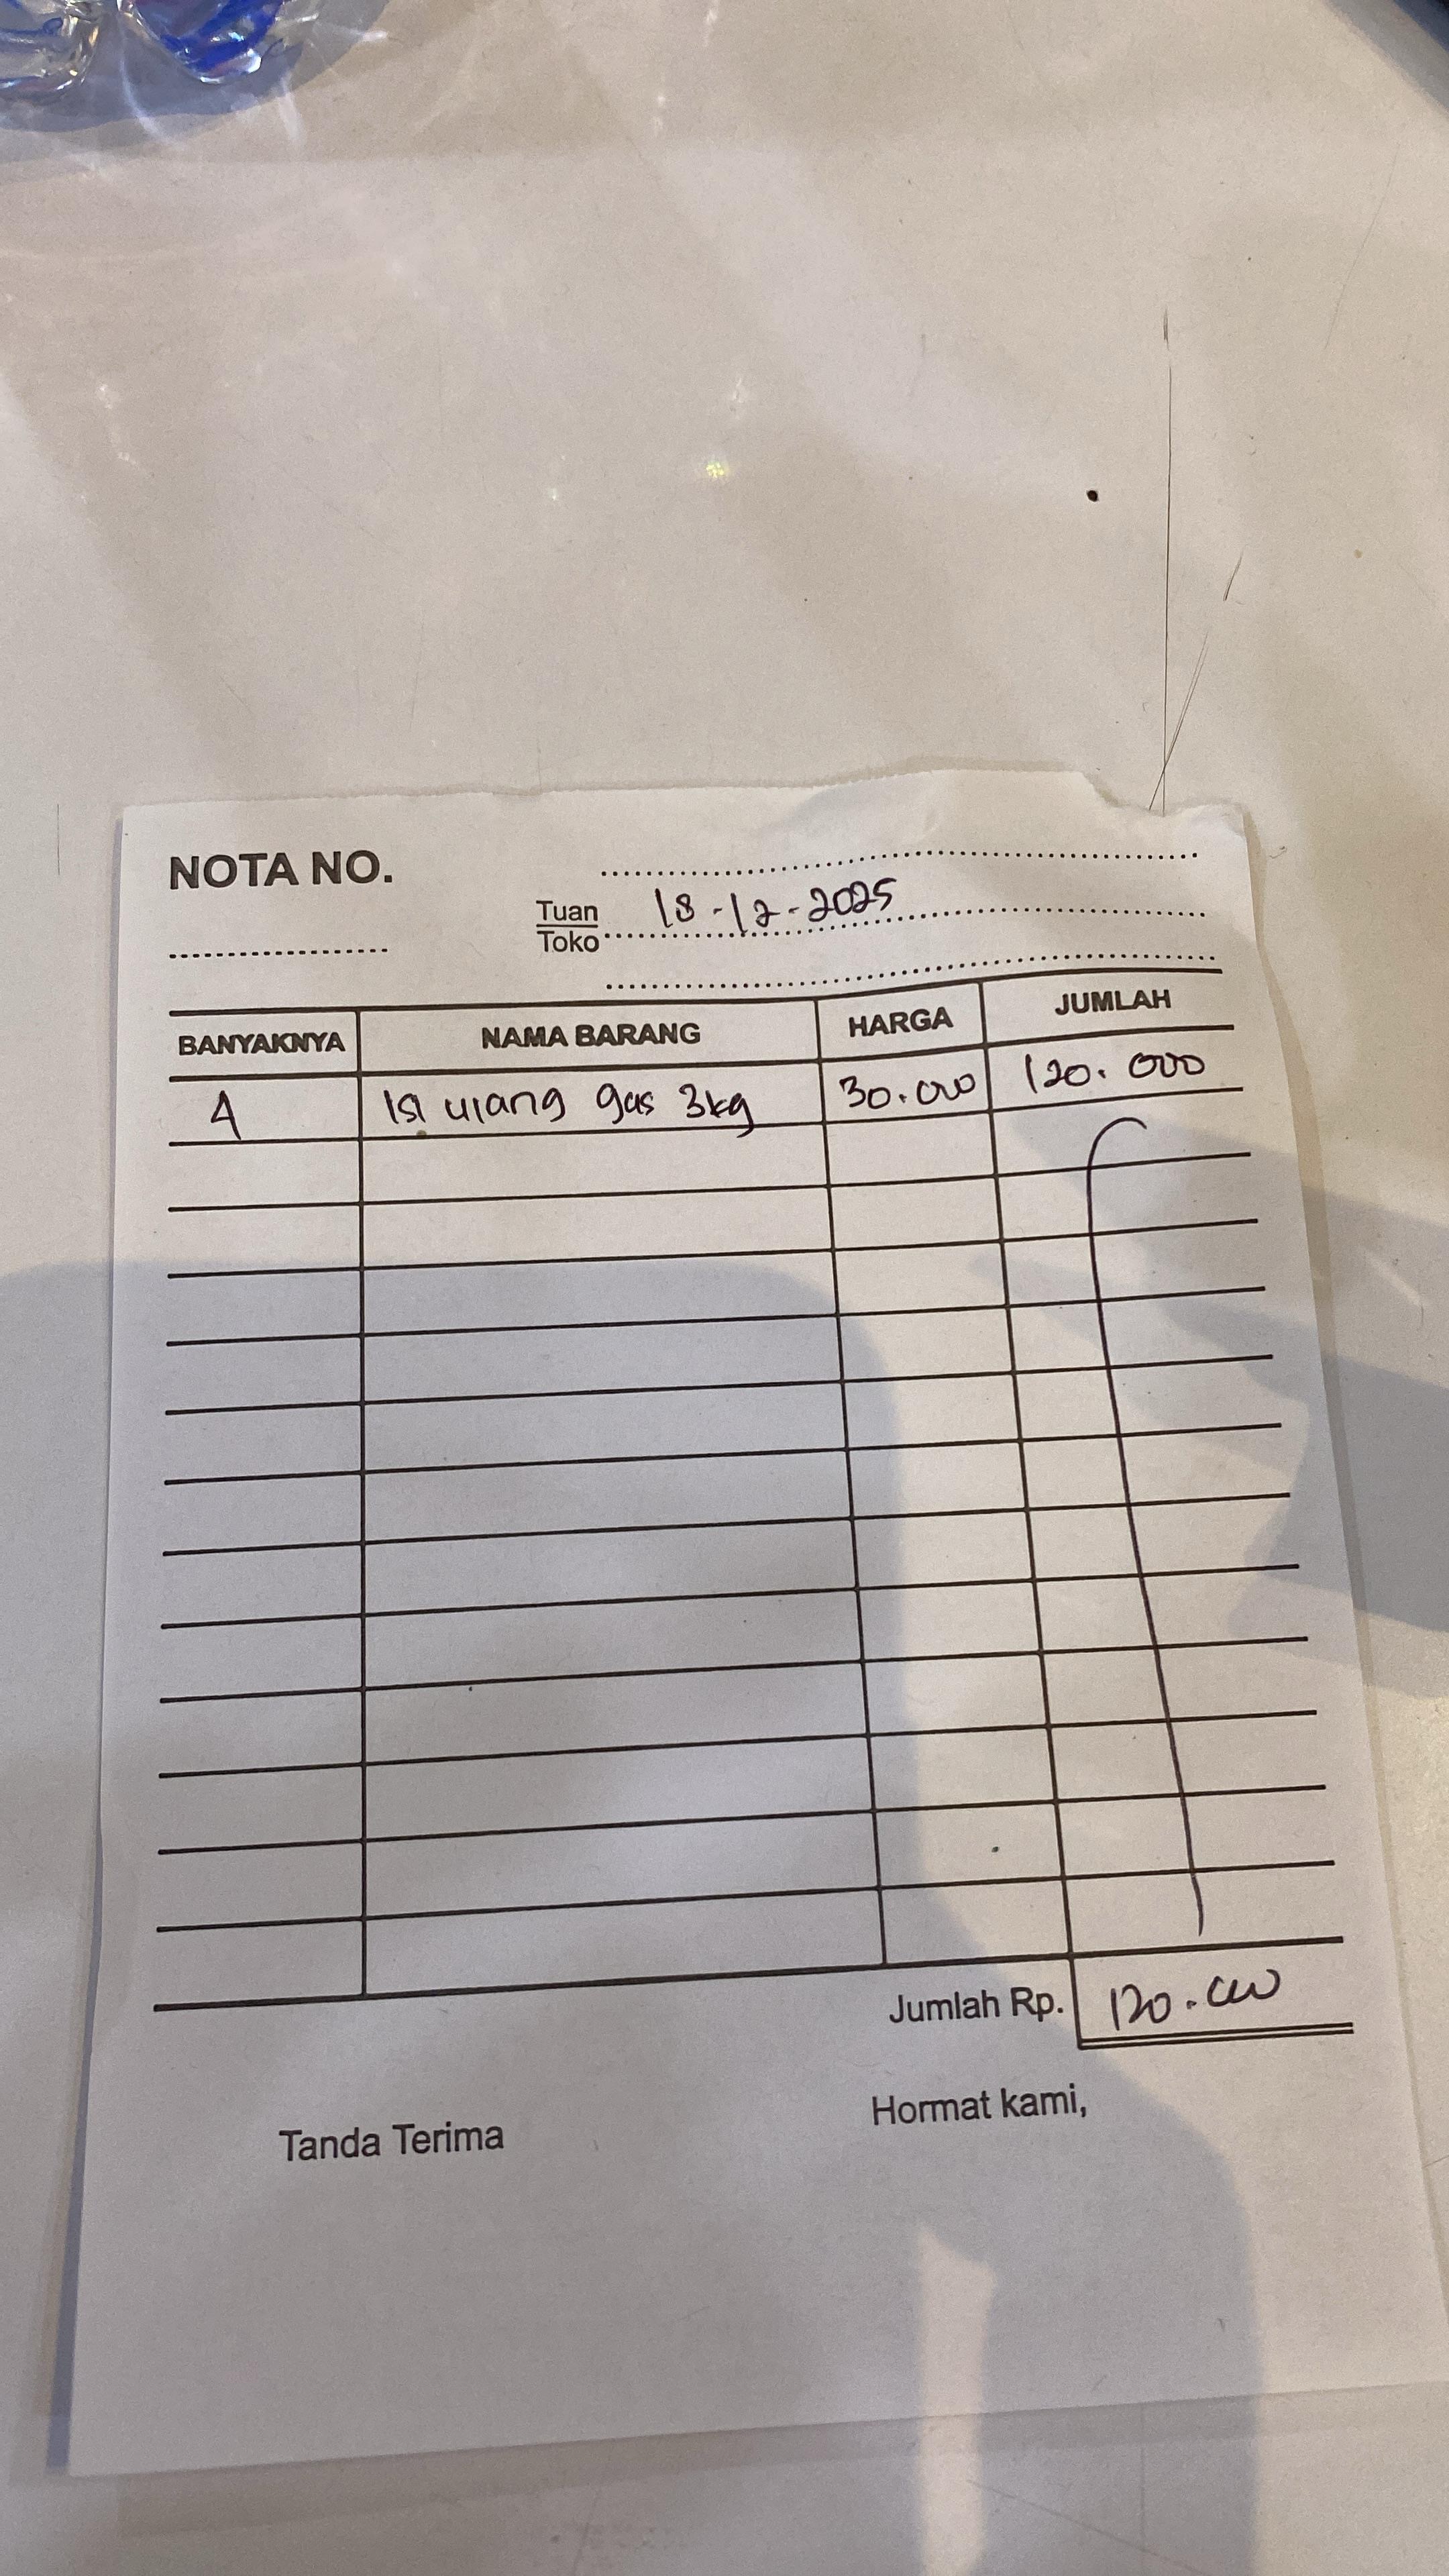 NOTA NO.
Tuan
Toko
18-12-2025
BANYAKNYA NAMA BARANG HARGA JUMLAH
4 Isi ulang gas 3kg 30.000 120.000
Jumlah Rp. 120.000
Tanda Terima Hormat kami,